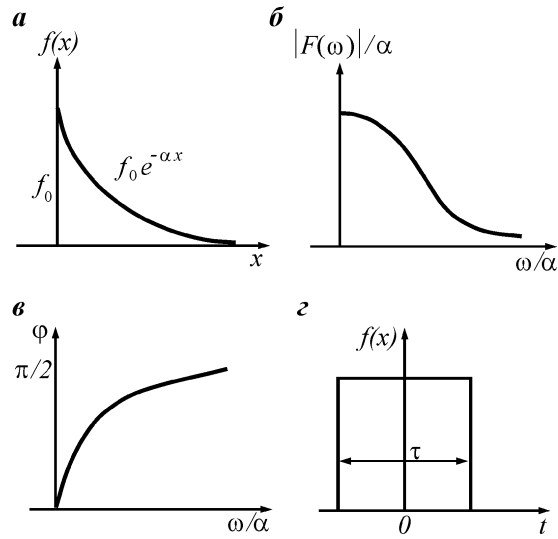 а
f(x)
f₀
f₀e^{-αx}
x
б
|F(ω)|/α
ω/α
в
φ
π/2
ω/α
г
f(x)
τ
0
t